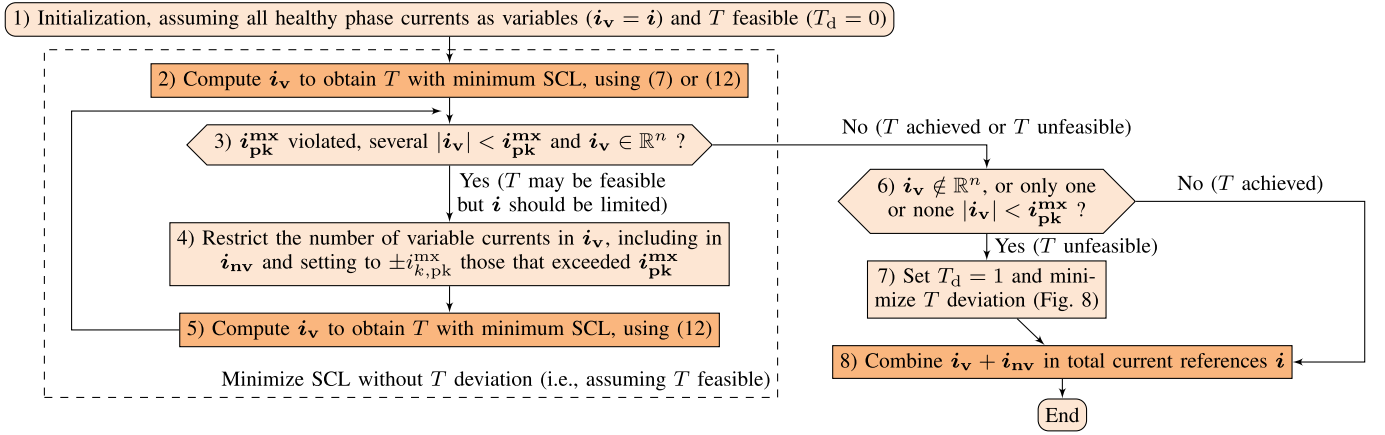 1) Initialization, assuming all healthy phase currents as variables (i_v = i) and T feasible (T_d = 0)
2) Compute i_v to obtain T with minimum SCL, using (7) or (12)
3) i_pk^mx violated, several |i_v| < i_pk^mx and i_v ∈ ℝ^n ?
Yes (T may be feasible
but i should be limited)
4) Restrict the number of variable currents in i_v, including in
i_nv and setting to ±i_k,pk^mx those that exceeded i_pk^mx
5) Compute i_v to obtain T with minimum SCL, using (12)
Minimize SCL without T deviation (i.e., assuming T feasible)
No (T achieved or T unfeasible)
6) i_v ∉ ℝ^n, or only one
or none |i_v| < i_pk^mx ?
No (T achieved)
Yes (T unfeasible)
7) Set T_d = 1 and mini-
mize T deviation (Fig. 8)
8) Combine i_v + i_nv in total current references i
End